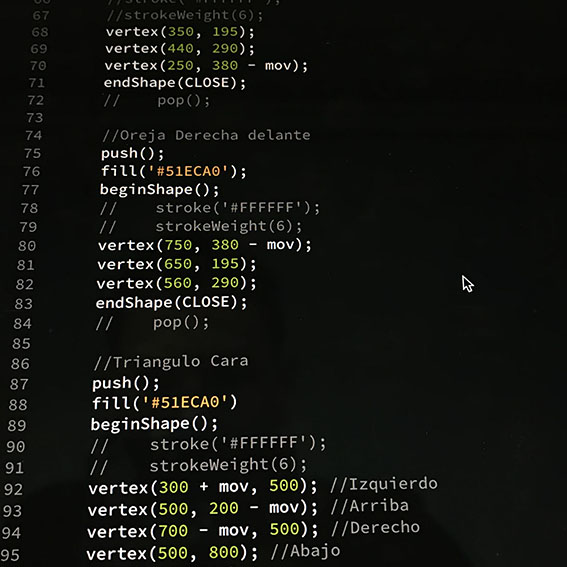 67 //strokeWeight(6);
68 vertex(350, 195);
69 vertex(440, 290);
70 vertex(250, 380 - mov);
71 endShape(CLOSE);
72 //    pop();
73
74 //Oreja Derecha delante
75 push();
76 fill('#51ECA0');
77 beginShape();
78 //    stroke('#FFFFFF');
79 //    strokeWeight(6);
80 vertex(750, 380 - mov);
81 vertex(650, 195);
82 vertex(560, 290);
83 endShape(CLOSE);
84 //    pop();
85
86 //Triangulo Cara
87 push();
88 fill('#51ECA0')
89 beginShape();
90 //    stroke('#FFFFFF');
91 //    strokeWeight(6);
92 vertex(300 + mov, 500); //Izquierdo
93 vertex(500, 200 - mov); //Arriba
94 vertex(700 - mov, 500); //Derecho
95 vertex(500, 800); //Abajo